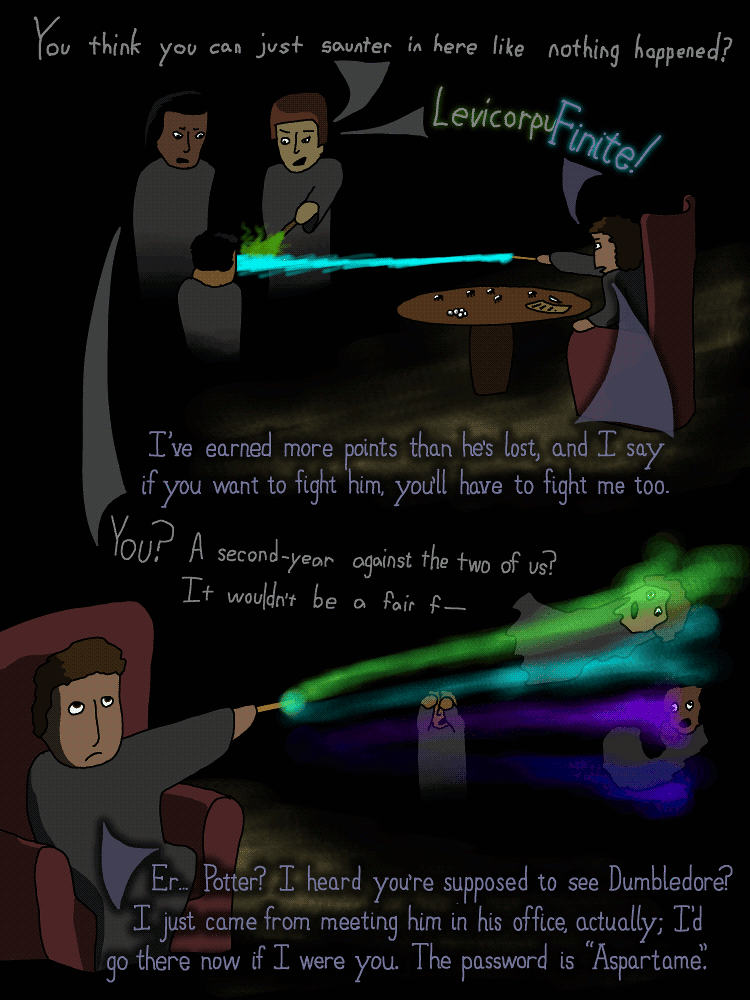 You think you can just saunter in here like nothing happened?
LevicorpuFinite!
I've earned more points than he's lost, and I say
if you want to fight him, you'll have to fight me too.
You? A second-year against the two of us?
It wouldn't be a fair f—
Er... Potter? I heard you're supposed to see Dumbledore?
I just came from meeting him in his office, actually; I'd
go there now if I were you. The password is “Aspartame”.